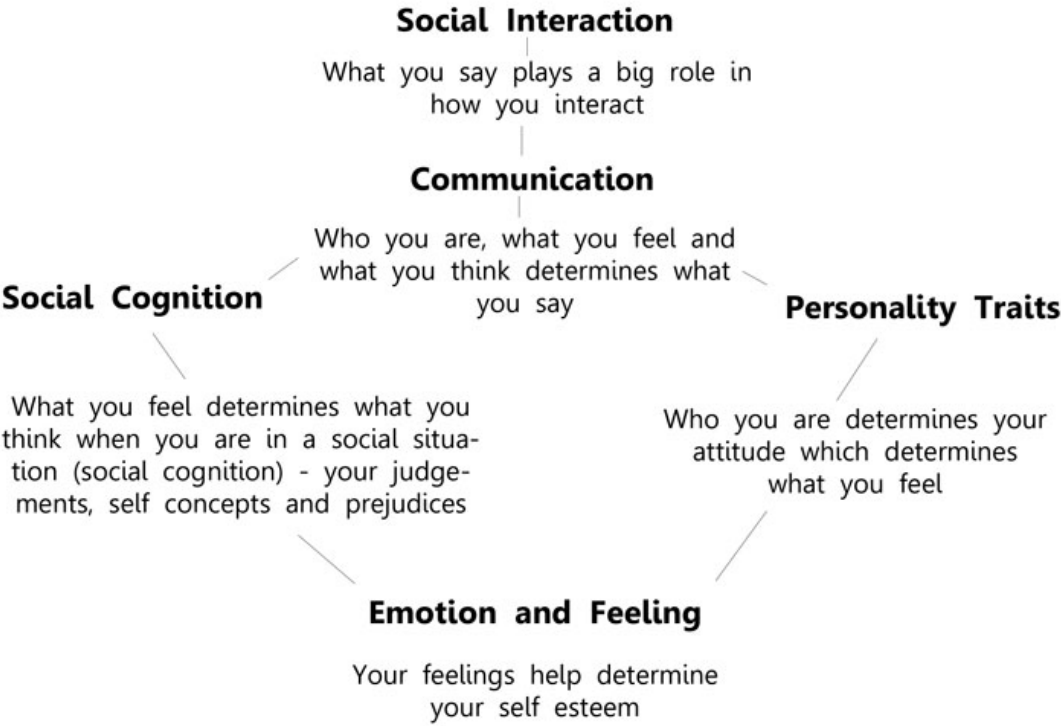 Social Interaction
What you say plays a big role in
how you interact
Communication
Who you are, what you feel and
what you think determines what
you say
Social Cognition
Personality Traits
What you feel determines what you
think when you are in a social situa-
tion (social cognition) - your judge-
ments, self concepts and prejudices
Who you are determines your
attitude which determines
what you feel
Emotion and Feeling
Your feelings help determine
your self esteem